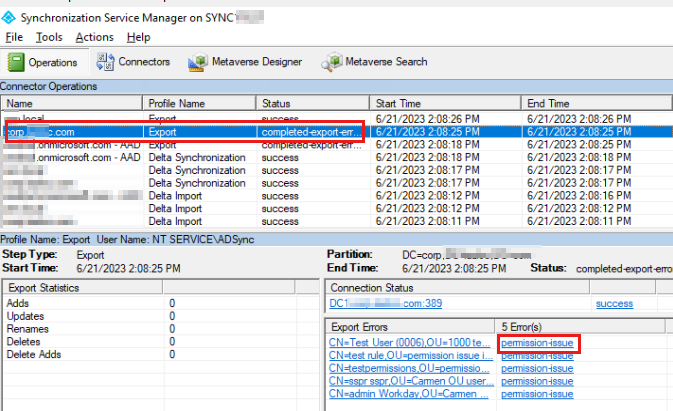 Synchronization Service Manager on SYNC
File Tools Actions Help
Operations Connectors Metaverse Designer Metaverse Search
Connector Operations
Name Profile Name Status Start Time End Time
.local Export success 6/21/2023 2:08:26 PM 6/21/2023 2:08:26 PM
corp. .com Export completed-export-err... 6/21/2023 2:08:25 PM 6/21/2023 2:08:25 PM
.onmicrosoft.com - AAD Export completed-export-err... 6/21/2023 2:08:18 PM 6/21/2023 2:08:25 PM
.onmicrosoft.com - AAD Delta Synchronization success 6/21/2023 2:08:18 PM 6/21/2023 2:08:18 PM
Delta Synchronization success 6/21/2023 2:08:17 PM 6/21/2023 2:08:17 PM
Delta Synchronization success 6/21/2023 2:08:17 PM 6/21/2023 2:08:17 PM
Delta Import success 6/21/2023 2:08:12 PM 6/21/2023 2:08:16 PM
Delta Import success 6/21/2023 2:08:12 PM 6/21/2023 2:08:12 PM
Delta Import success 6/21/2023 2:08:11 PM 6/21/2023 2:08:11 PM
Profile Name: Export User Name: NT SERVICE\ADSync
Step Type: Export
Start Time: 6/21/2023 2:08:25 PM
Partition: DC=corp,
End Time: 6/21/2023 2:08:25 PM Status: completed-export-erro
Export Statistics
Adds 0
Updates 0
Renames 0
Deletes 0
Delete Adds 0
Connection Status
DC1 .com:389 success
Export Errors 5 Error(s)
CN=Test User (0006),OU=1000 te... permission-issue
CN=test rule,OU=permission issue i... permission-issue
CN=testpermissions,OU=permissio... permission-issue
CN=sspr sspr,OU=Carmen OU user... permission-issue
CN=admin Workday,OU=Carmen ... permission-issue